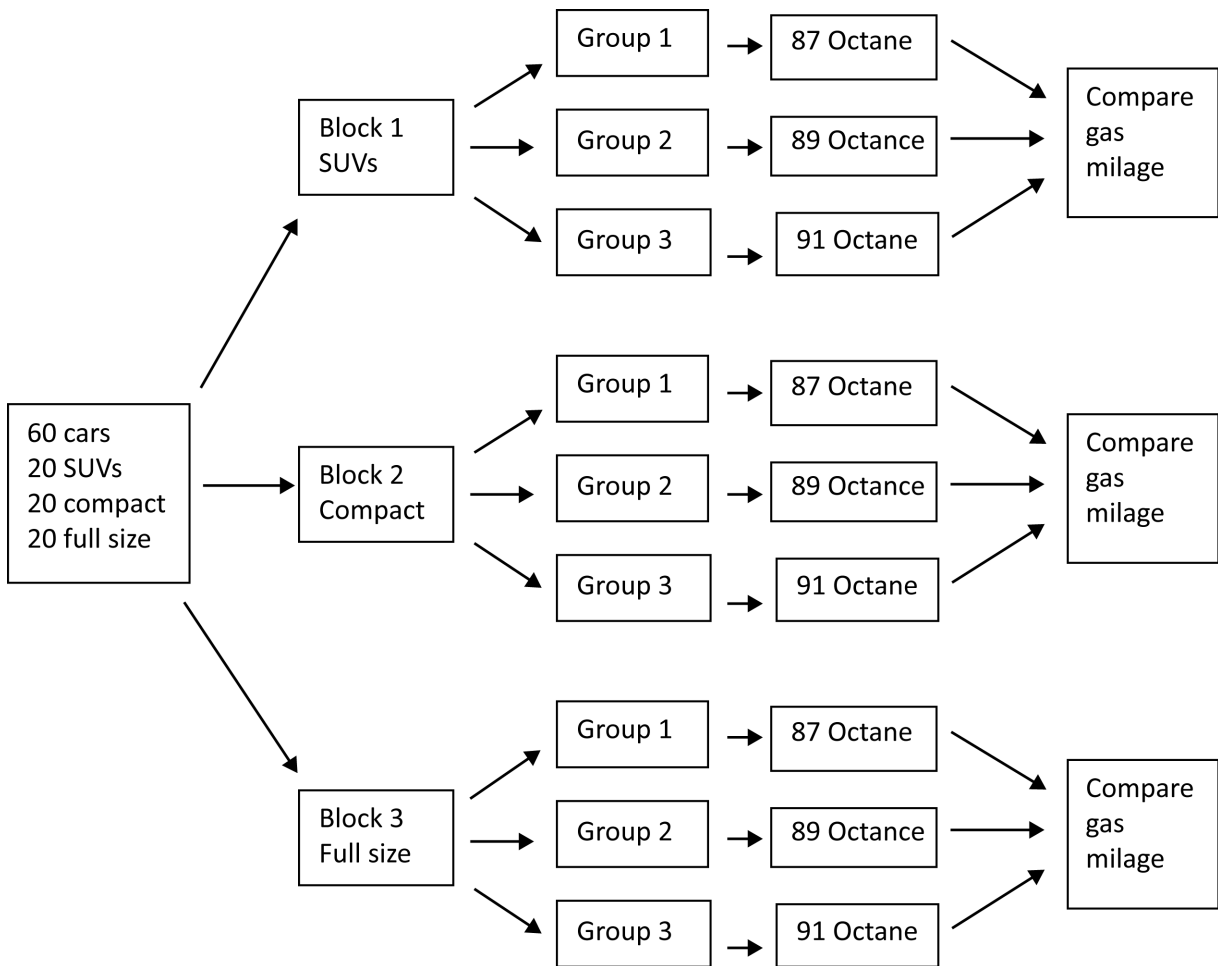 60 cars
20 SUVs
20 compact
20 full size
Block 1
SUVs
Group 1
87 Octane
Group 2
89 Octance
Group 3
91 Octane
Compare
gas
milage
Block 2
Compact
Group 1
87 Octane
Group 2
89 Octance
Group 3
91 Octane
Compare
gas
milage
Block 3
Full size
Group 1
87 Octane
Group 2
89 Octance
Group 3
91 Octane
Compare
gas
milage